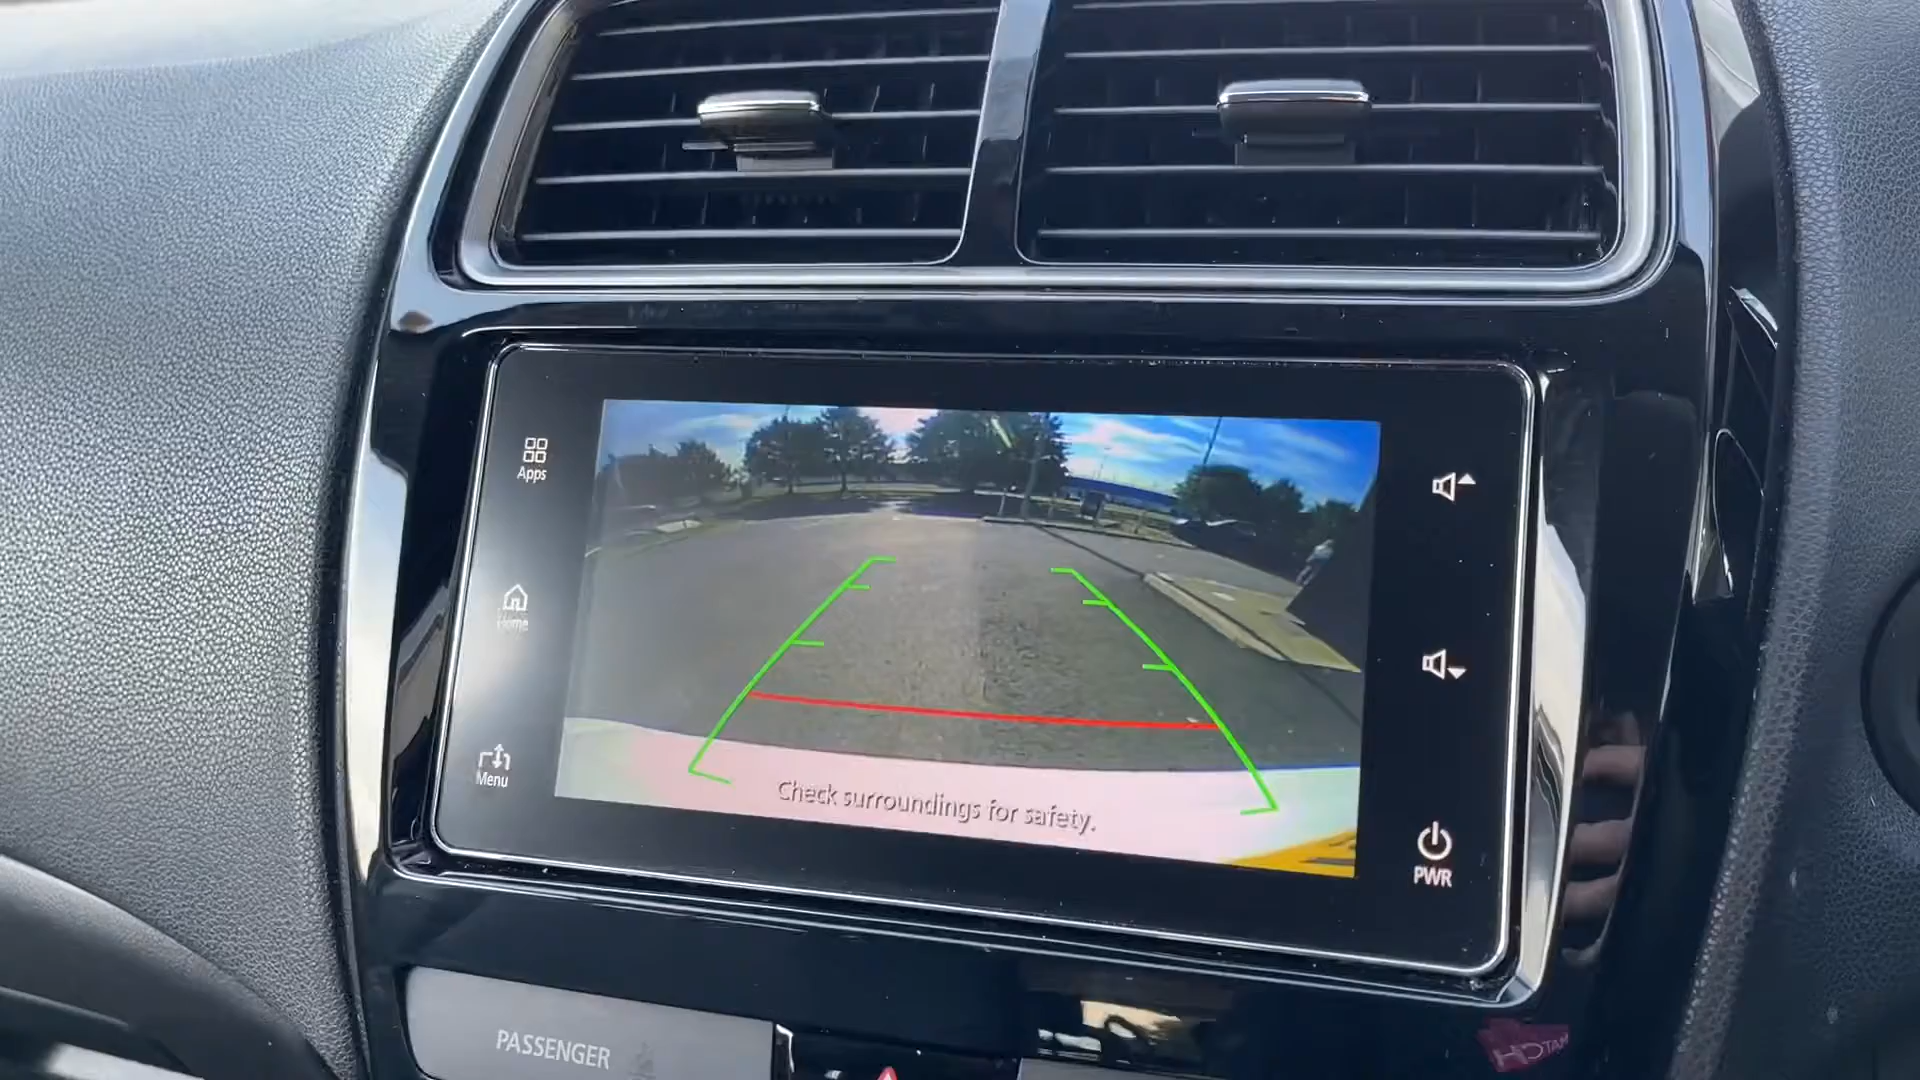 Apps
Home
Menu
Check surroundings for safety.
PWR
PASSENGER